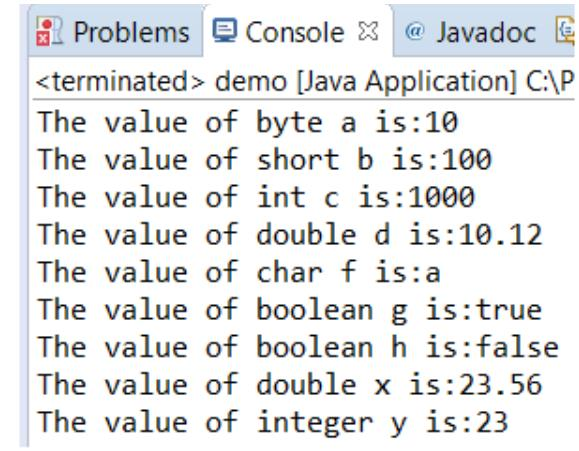 Problems Console @ Javadoc
<terminated> demo [Java Application] C:\P
The value of byte a is:10
The value of short b is:100
The value of int c is:1000
The value of double d is:10.12
The value of char f is:a
The value of boolean g is:true
The value of boolean h is:false
The value of double x is:23.56
The value of integer y is:23